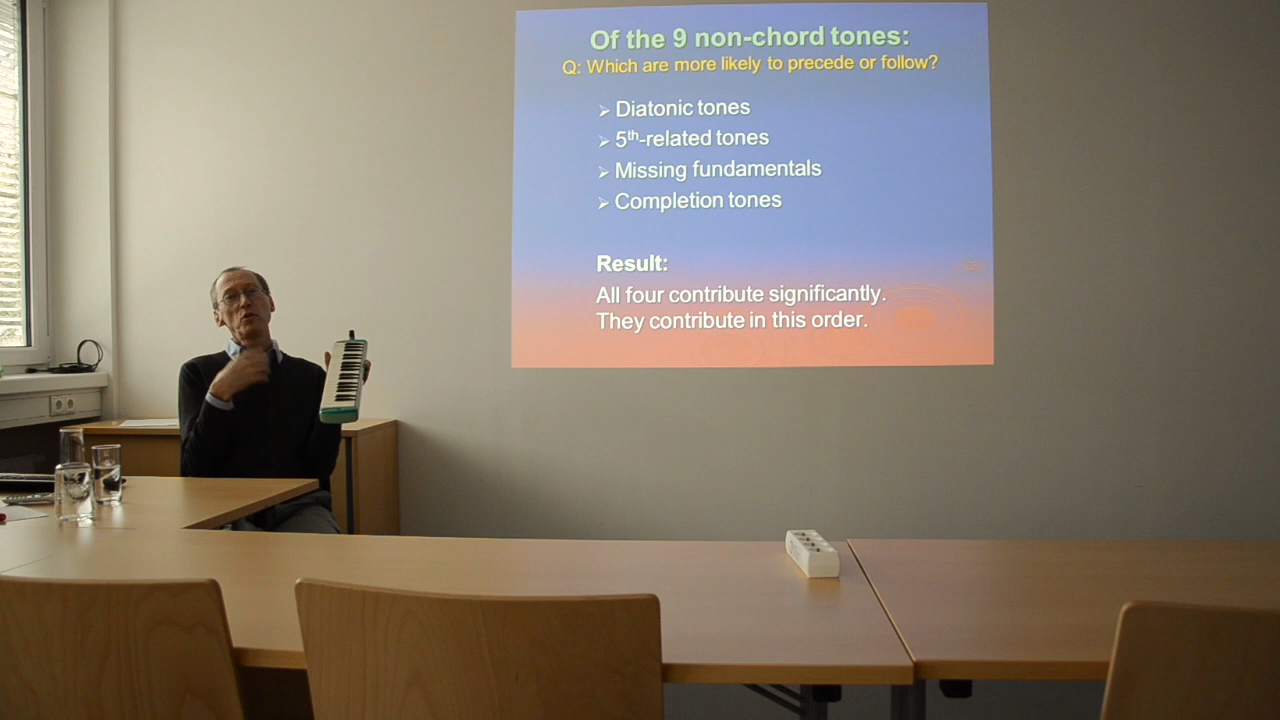 Of the 9 non-chord tones:
Q: Which are more likely to precede or follow?
➢ Diatonic tones
➢ 5th-related tones
➢ Missing fundamentals
➢ Completion tones
Result:
All four contribute significantly.
They contribute in this order.